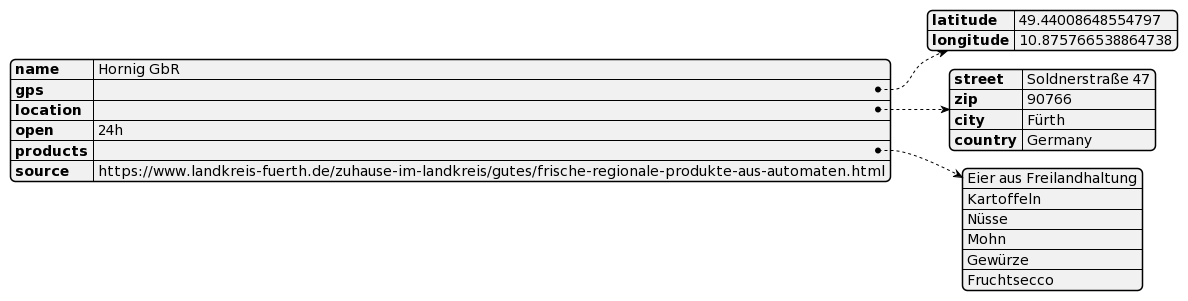 latitude 49.44008648554797
longitude 10.875766538864738
name Hornig GbR
gps
location
open 24h
products
source https://www.landkreis-fuerth.de/zuhause-im-landkreis/gutes/frische-regionale-produkte-aus-automaten.html
street Soldnerstraße 47
zip 90766
city Fürth
country Germany
Eier aus Freilandhaltung
Kartoffeln
Nüsse
Mohn
Gewürze
Fruchtsecco